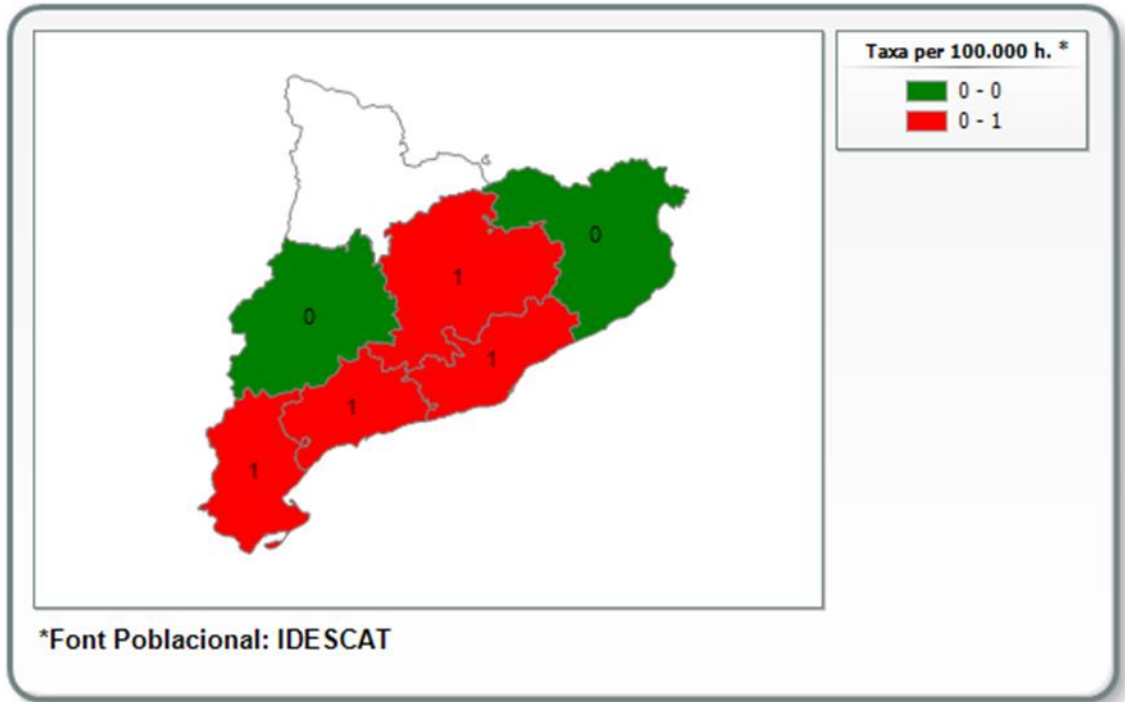 Taxa per 100.000 h. *
0 - 0
0 - 1
0
1
0
1
1
1
*Font Poblacional: IDESCAT